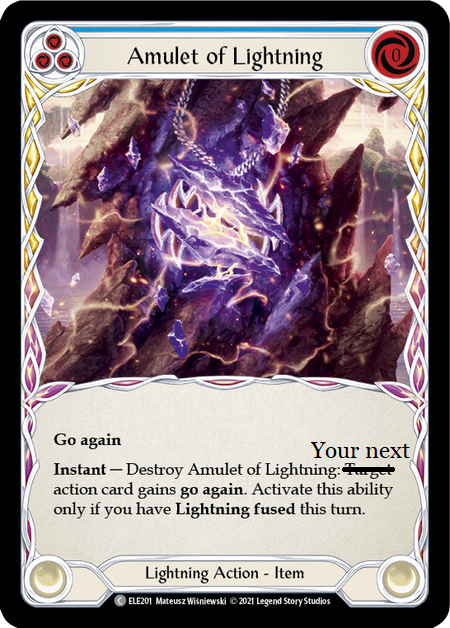 Amulet of Lightning
0
Go again
Your next
Instant — Destroy Amulet of Lightning: Target
action card gains go again. Activate this ability
only if you have Lightning fused this turn.
Lightning Action - Item
C ELE201 Mateusz Wiśniewski © 2021 Legend Story Studios